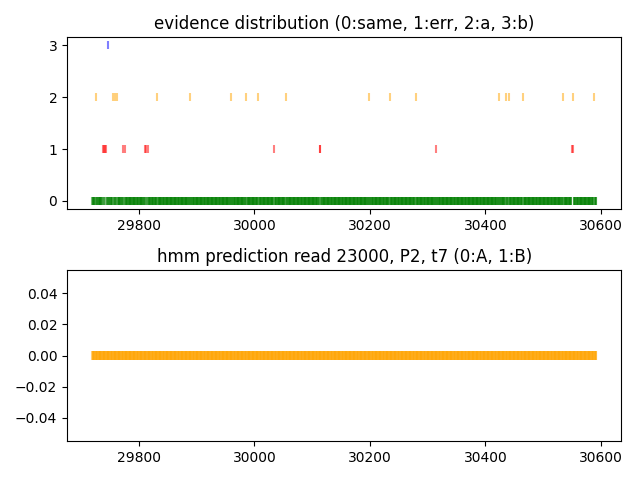 evidence distribution (0:same, 1:err, 2:a, 3:b)
3
2
1
0
29800 30000 30200 30400 30600
hmm prediction read 23000, P2, t7 (0:A, 1:B)
0.04
0.02
0.00
−0.02
−0.04
29800 30000 30200 30400 30600